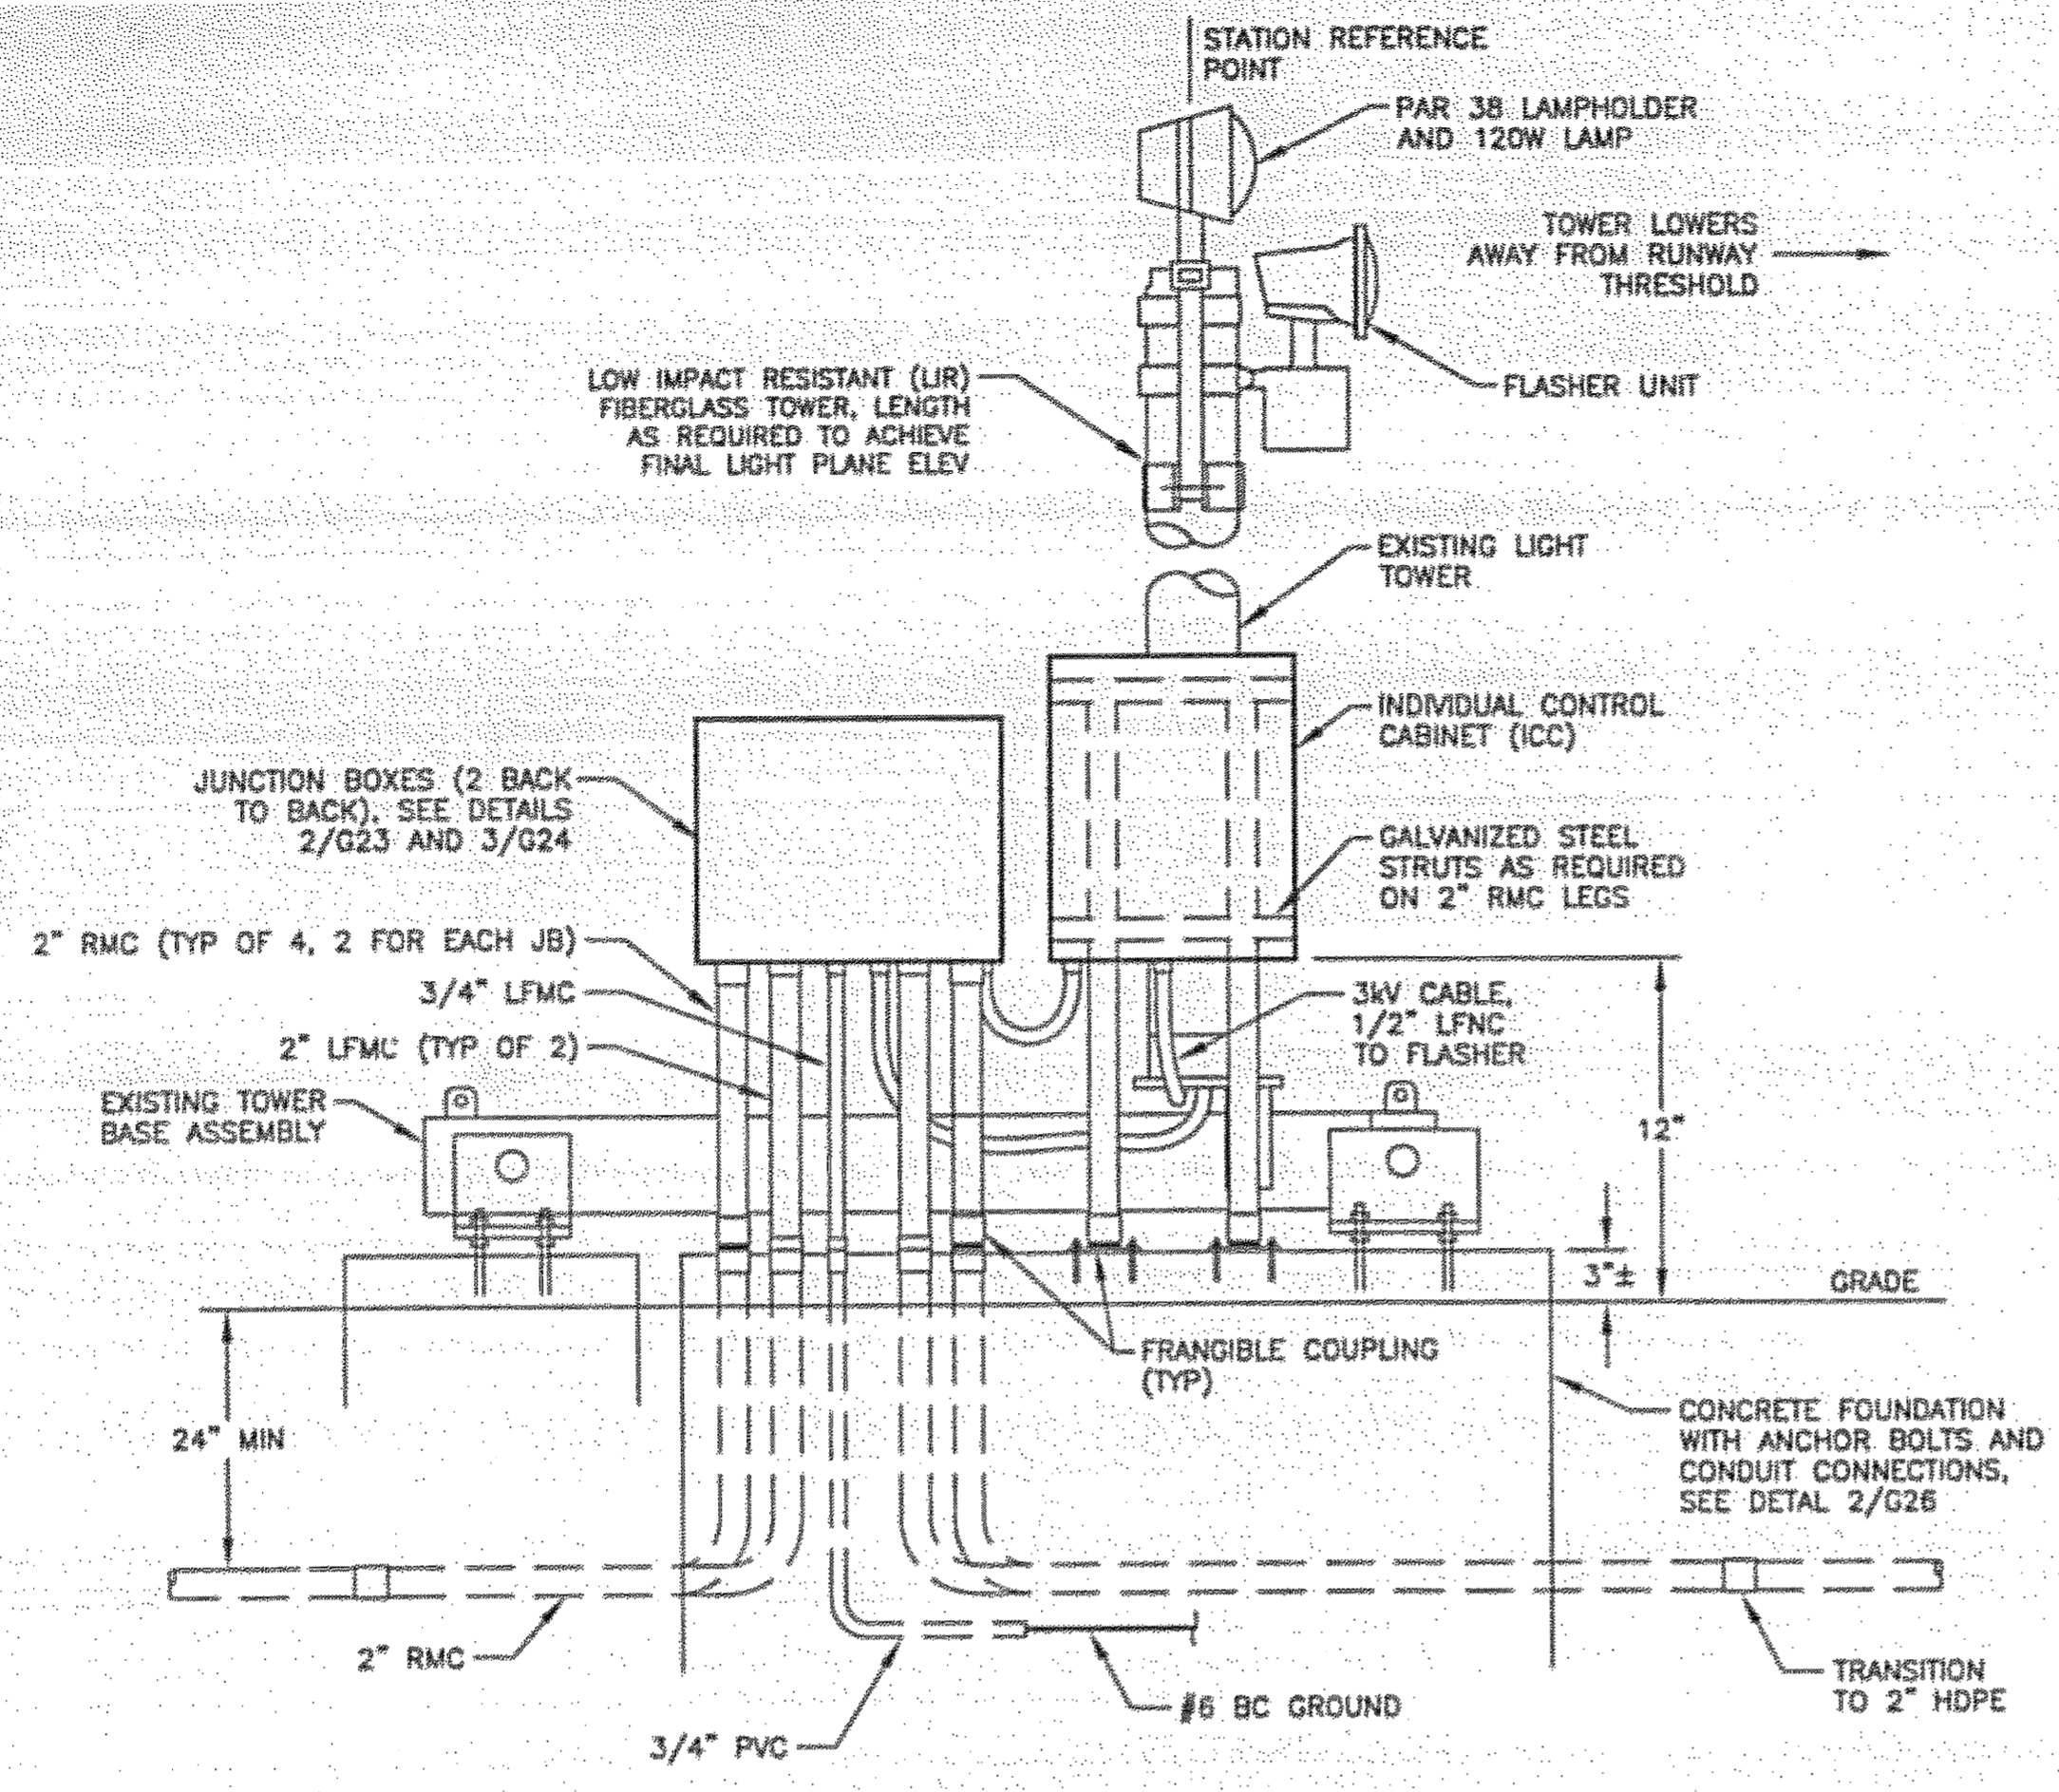 STATION REFERENCE
POINT
PAR 38 LAMPHOLDER
AND 120W LAMP
TOWER LOWERS
AWAY FROM RUNWAY
THRESHOLD
LOW IMPACT RESISTANT (LIR)
FIBERGLASS TOWER, LENGTH
AS REQUIRED TO ACHIEVE
FINAL LIGHT PLANE ELEV
FLASHER UNIT
EXISTING LIGHT
TOWER
INDIVIDUAL CONTROL
CABINET (ICC)
JUNCTION BOXES (2 BACK
TO BACK), SEE DETAILS
2/G23 AND 3/G24
GALVANIZED STEEL
STRUTS AS REQUIRED
ON 2" RMC LEGS
2" RMC (TYP OF 4, 2 FOR EACH JB)
3/4" LFMC
2" LFMC (TYP OF 2)
3kV CABLE,
1/2" LFNC
TO FLASHER
EXISTING TOWER
BASE ASSEMBLY
12"
3"±
GRADE
FRANGIBLE COUPLING
(TYP)
24" MIN
CONCRETE FOUNDATION
WITH ANCHOR BOLTS AND
CONDUIT CONNECTIONS,
SEE DETAL 2/G26
2" RMC
TRANSITION
TO 2" HDPE
#6 BC GROUND
3/4" PVC